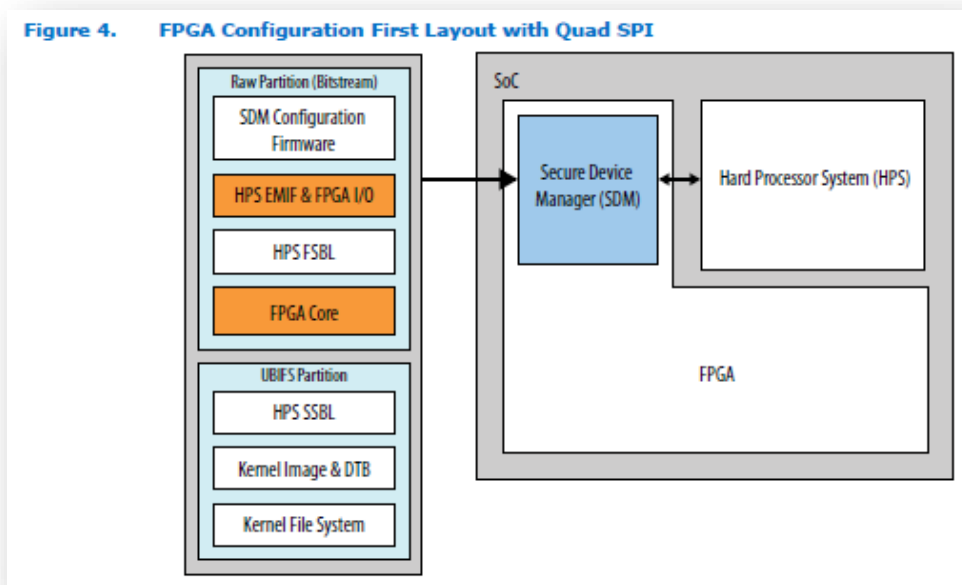 Figure 4. FPGA Configuration First Layout with Quad SPI
Raw Partition (Bitstream)
SDM Configuration
Firmware
HPS EMIF & FPGA I/O
HPS FSBL
FPGA Core
UBIFS Partition
HPS SSBL
Kernel Image & DTB
Kernel File System
SoC
Secure Device
Manager (SDM)
Hard Processor System (HPS)
FPGA